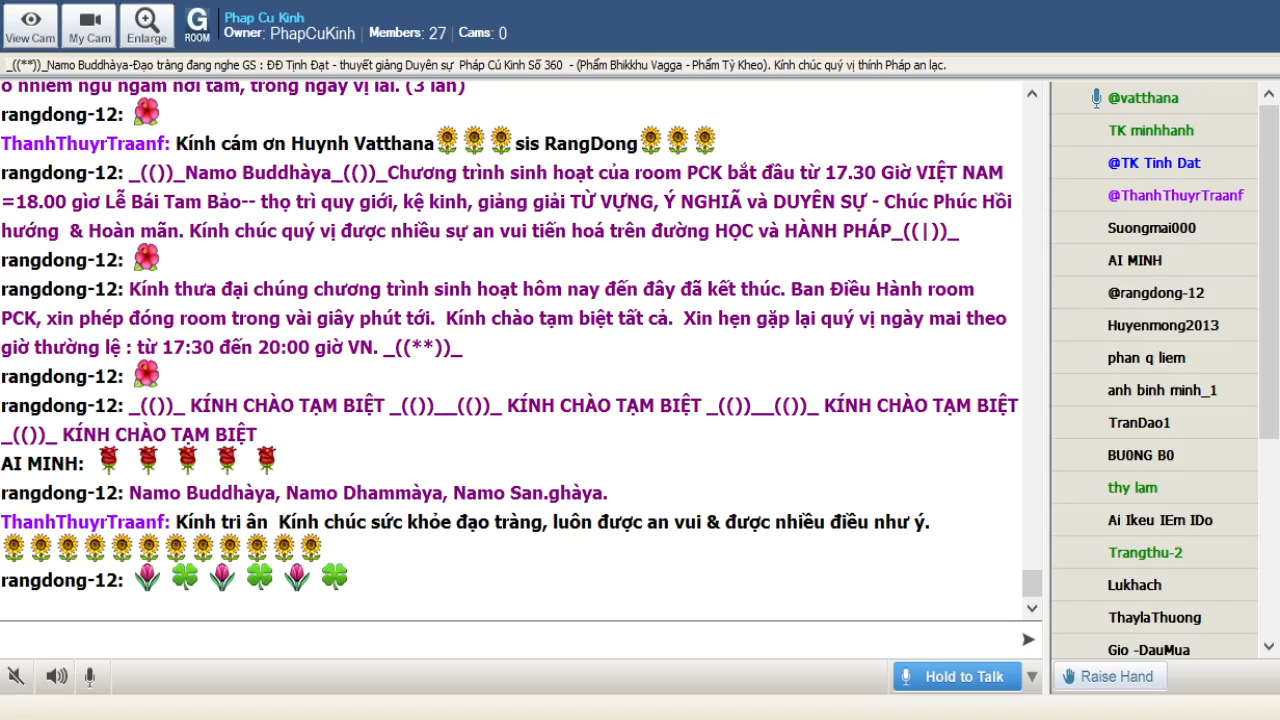 View Cam
My Cam
Enlarge
G
ROOM
Phap Cu Kinh
Owner: PhapCuKinh Members: 27 Cams: 0
_((**))_Namo Buddhàya-Đạo tràng đang nghe GS : ĐĐ Tịnh Đạt - thuyết giảng Duyên sự Pháp Cú Kinh Số 360 - (Phẩm Bhikkhu Vagga - Phẩm Tỳ Kheo). Kính chúc quý vị thính Pháp an lạc.
ô nhiễm ngủ ngầm nơi tâm, trong ngày vị lai. (3 lần)
rangdong-12:
ThanhThuyrTraanf: Kính cám ơn Huynh Vatthana sis RangDong
rangdong-12: _(())_Namo Buddhàya_(())_Chương trình sinh hoạt của room PCK bắt đầu từ 17.30 Giờ VIỆT NAM
=18.00 giờ Lễ Bái Tam Bảo-- thọ trì quy giới, kệ kinh, giảng giải TỪ VỰNG, Ý NGHIÃ và DUYÊN SỰ - Chúc Phúc Hồi
hướng & Hoàn mãn. Kính chúc quý vị được nhiều sự an vui tiến hoá trên đường HỌC và HÀNH PHÁP_((|))_
rangdong-12:
rangdong-12: Kính thưa đại chúng chương trình sinh hoạt hôm nay đến đây đã kết thúc. Ban Điều Hành room
PCK, xin phép đóng room trong vài giây phút tới. Kính chào tạm biệt tất cả. Xin hẹn gặp lại quý vị ngày mai theo
giờ thường lệ : từ 17:30 đến 20:00 giờ VN. _((**))_
rangdong-12:
rangdong-12: _(())_ KÍNH CHÀO TẠM BIỆT _(())__(())_ KÍNH CHÀO TẠM BIỆT _(())__(())_ KÍNH CHÀO TẠM BIỆT
_(())_ KÍNH CHÀO TẠM BIỆT
AI MINH:
rangdong-12: Namo Buddhàya, Namo Dhammàya, Namo San.ghàya.
ThanhThuyrTraanf: Kính tri ân Kính chúc sức khỏe đạo tràng, luôn được an vui & được nhiều điều như ý.
rangdong-12:
Hold to Talk
@vatthana
TK minhhanh
@TK Tinh Dat
@ThanhThuyrTraanf
Suongmai000
AI MINH
@rangdong-12
Huyenmong2013
phan q liem
anh binh minh_1
TranDao1
BU0NG B0
thy lam
Ai Ikeu IEm IDo
Trangthu-2
Lukhach
ThaylaThuong
Gio -DauMua
Raise Hand